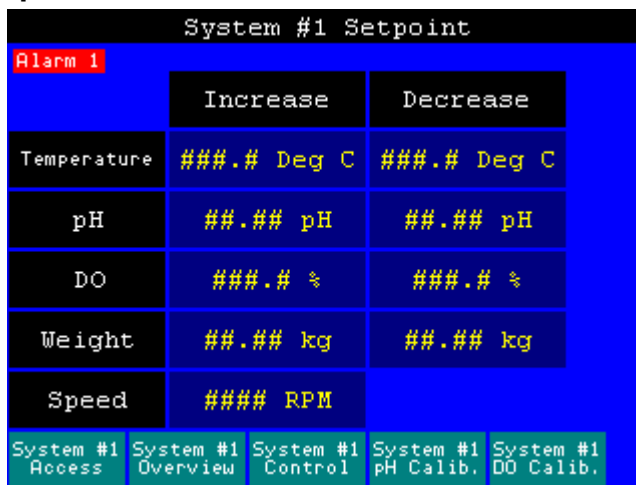 System #1 Setpoint
Alarm 1
Increase Decrease
Temperature ###.# Deg C ###.# Deg C
pH ##.## pH ##.## pH
DO ###.# % ###.# %
Weight ##.## kg ##.## kg
Speed #### RPM
System #1 System #1 System #1 System #1 System #1
Access Overview Control pH Calib. DO Calib.